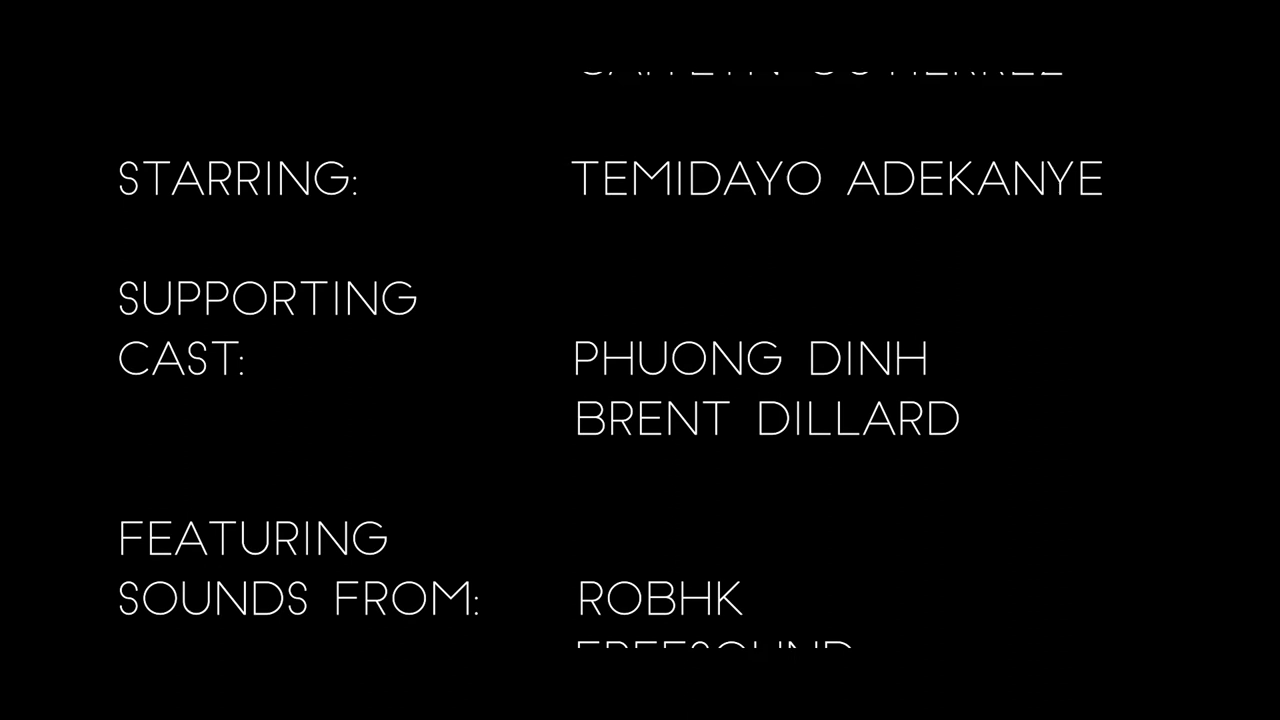 STARRING: TEMIDAYO ADEKANYE
SUPPORTING
CAST: PHUONG DINH
BRENT DILLARD
FEATURING
SOUNDS FROM: ROBHK